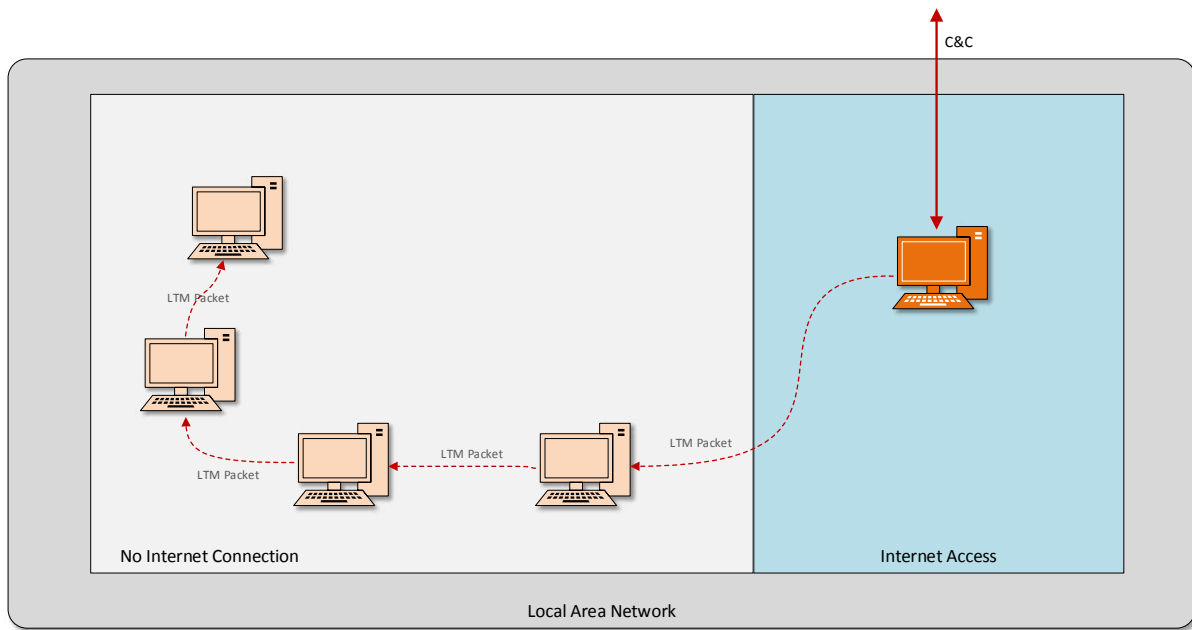 C&C
LTM Packet
LTM Packet
LTM Packet
LTM Packet
No Internet Connection
Internet Access
Local Area Network